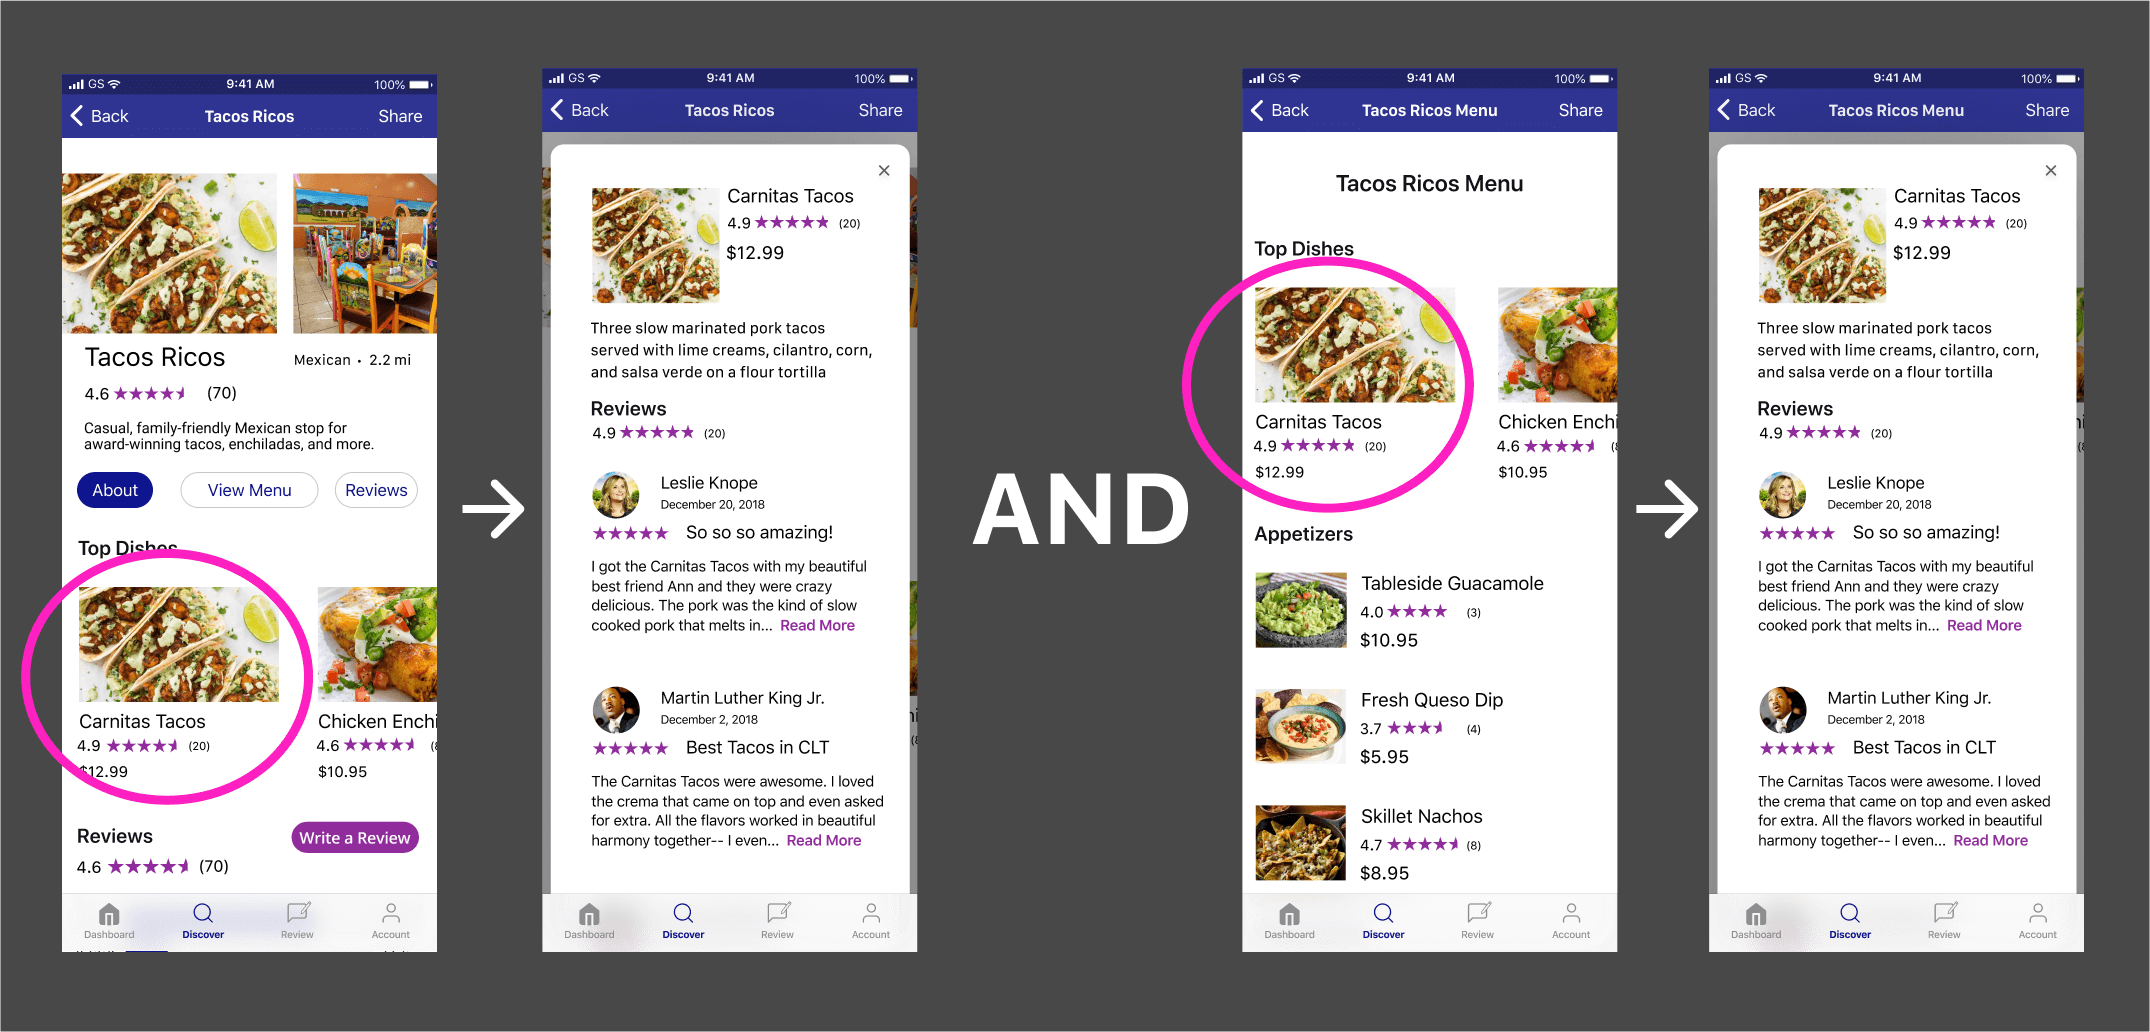 GS 9:41 AM 100%
Back Tacos Ricos Share
Tacos Ricos Mexican • 2.2 mi
4.6 (70)
Casual, family-friendly Mexican stop for
award-winning tacos, enchiladas, and more.
About View Menu Reviews
Top Dishes
Carnitas Tacos Chicken Enchi
4.9 (20) 4.6
$12.99 $10.95
Reviews Write a Review
4.6 (70)
Dashboard Discover Review Account
GS 9:41 AM 100%
Back Tacos Ricos Share
×
Carnitas Tacos
4.9 (20)
$12.99
Three slow marinated pork tacos
served with lime creams, cilantro, corn,
and salsa verde on a flour tortilla
Reviews
4.9 (20)
Leslie Knope
December 20, 2018
So so so amazing!
I got the Carnitas Tacos with my beautiful
best friend Ann and they were crazy
delicious. The pork was the kind of slow
cooked pork that melts in... Read More
Martin Luther King Jr.
December 2, 2018
Best Tacos in CLT
The Carnitas Tacos were awesome. I loved
the crema that came on top and even asked
for extra. All the flavors worked in beautiful
harmony together-- I even... Read More
Dashboard Discover Review Account
AND
GS 9:41 AM 100%
Back Tacos Ricos Menu Share
Tacos Ricos Menu
Top Dishes
Carnitas Tacos Chicken Enchi
4.9 (20) 4.6
$12.99 $10.95
Appetizers
Tableside Guacamole
4.0 (3)
$10.95
Fresh Queso Dip
3.7 (4)
$5.95
Skillet Nachos
4.7 (8)
$8.95
Dashboard Discover Review Account
GS 9:41 AM 100%
Back Tacos Ricos Menu Share
×
Carnitas Tacos
4.9 (20)
$12.99
Three slow marinated pork tacos
served with lime creams, cilantro, corn,
and salsa verde on a flour tortilla
Reviews
4.9 (20)
Leslie Knope
December 20, 2018
So so so amazing!
I got the Carnitas Tacos with my beautiful
best friend Ann and they were crazy
delicious. The pork was the kind of slow
cooked pork that melts in... Read More
Martin Luther King Jr.
December 2, 2018
Best Tacos in CLT
The Carnitas Tacos were awesome. I loved
the crema that came on top and even asked
for extra. All the flavors worked in beautiful
harmony together-- I even... Read More
Dashboard Discover Review Account